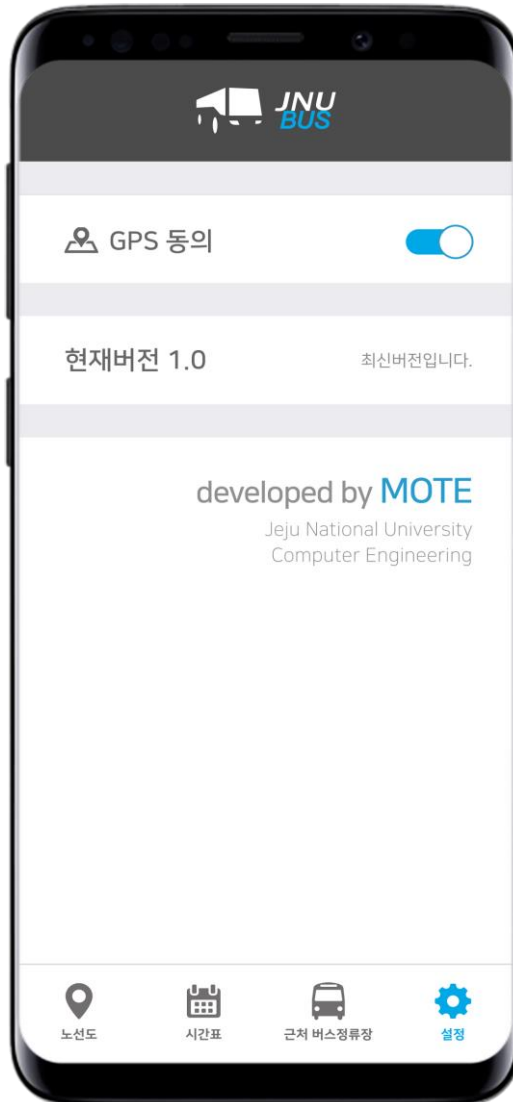 JNU
BUS
GPS 동의
현재버전 1.0
최신버전입니다.
developed by MOTE
Jeju National University
Computer Engineering
노선도
시간표
근처 버스정류장
설정